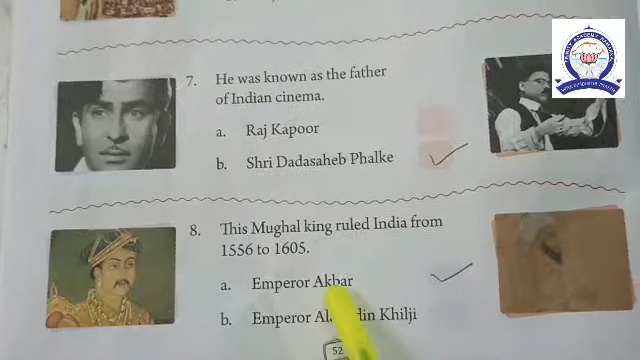 7. He was known as the father
of Indian cinema.
a. Raj Kapoor
b. Shri Dadasaheb Phalke
8. This Mughal king ruled India from
1556 to 1605.
a. Emperor Akbar
b. Emperor Khilji
52